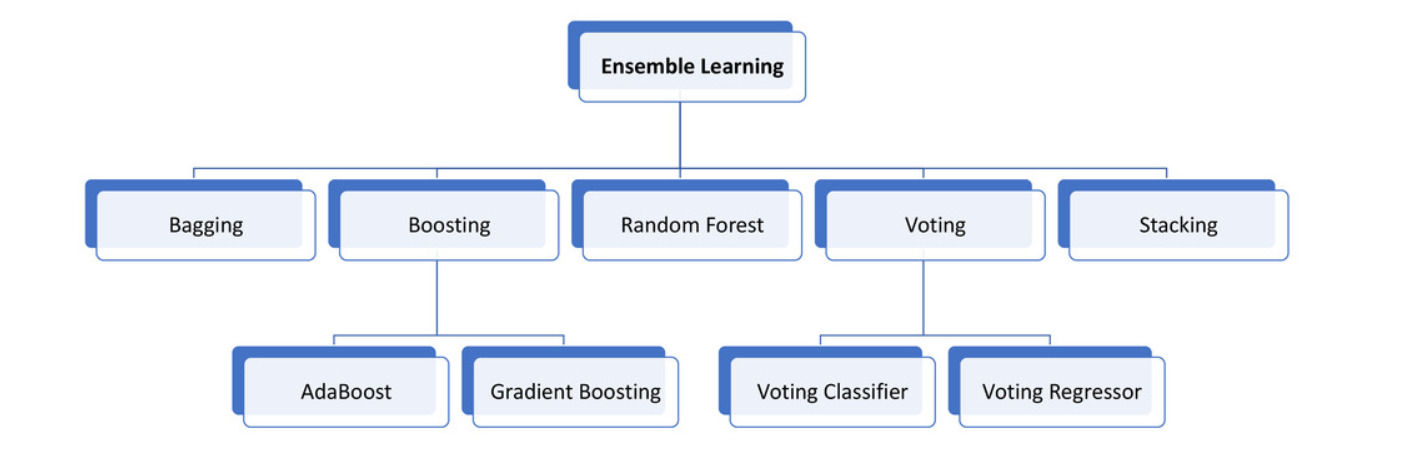 Ensemble Learning
Bagging
Boosting
Random Forest
Voting
Stacking
AdaBoost
Gradient Boosting
Voting Classifier
Voting Regressor